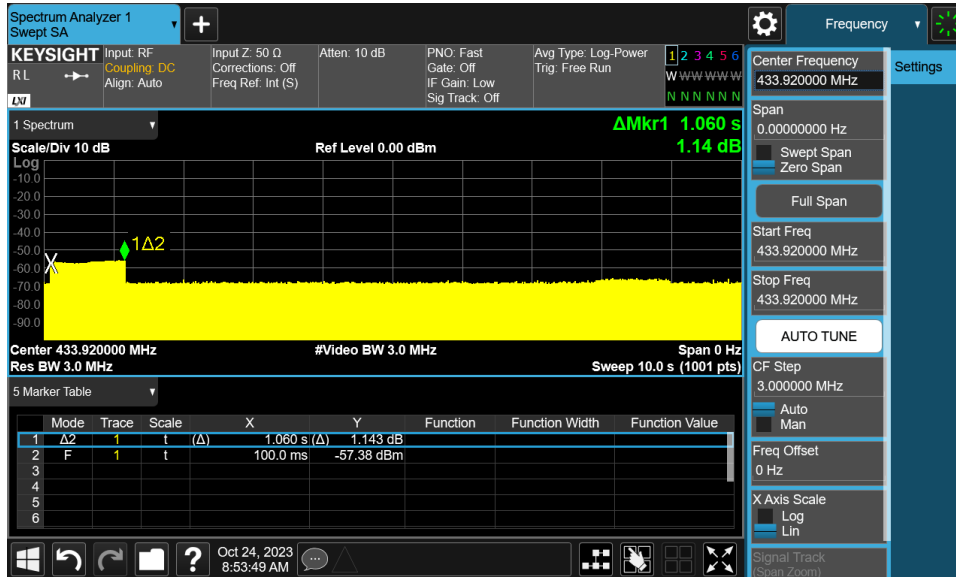 Spectrum Analyzer 1
Swept SA
Frequency
KEYSIGHT
RL
LXI
Input: RF
Coupling: DC
Align: Auto
Input Z: 50 Ω
Corrections: Off
Freq Ref: Int (S)
Atten: 10 dB
PNO: Fast
Gate: Off
IF Gain: Low
Sig Track: Off
Avg Type: Log-Power
Trig: Free Run
1 2 3 4 5 6
W W W W W W
N N N N N N
1 Spectrum
ΔMkr1 1.060 s
1.14 dB
Scale/Div 10 dB
Ref Level 0.00 dBm
Log
-10.0
-20.0
-30.0
-40.0
-50.0
-60.0
-70.0
-80.0
-90.0
X
1Δ2
Center 433.920000 MHz
#Video BW 3.0 MHz
Span 0 Hz
Res BW 3.0 MHz
Sweep 10.0 s (1001 pts)
5 Marker Table
Mode Trace Scale X Y Function Function Width Function Value
1 Δ2 1 t (Δ) 1.060 s (Δ) 1.143 dB
2 F 1 t 100.0 ms -57.38 dBm
3
4
5
6
Oct 24, 2023
8:53:49 AM
?
Center Frequency
433.920000 MHz
Settings
Span
0.00000000 Hz
Swept Span
Zero Span
Full Span
Start Freq
433.920000 MHz
Stop Freq
433.920000 MHz
AUTO TUNE
CF Step
3.000000 MHz
Auto
Man
Freq Offset
0 Hz
X Axis Scale
Log
Lin
Signal Track
(Span Zoom)